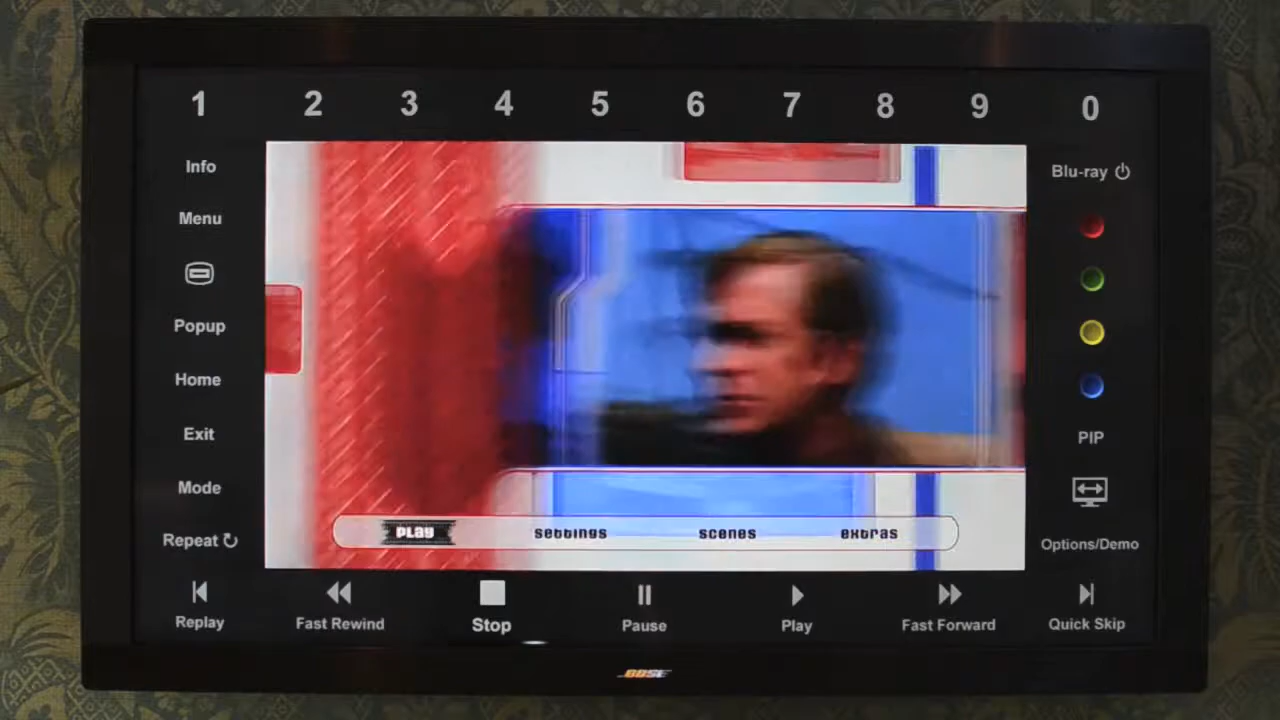 1 2 3 4 5 6 7 8 9 0
Info
Blu-ray
Menu
Popup
Home
Exit
PIP
Mode
Repeat
Options/Demo
play settings scenes extras
Replay Fast Rewind Stop Pause Play Fast Forward Quick Skip
BOSE